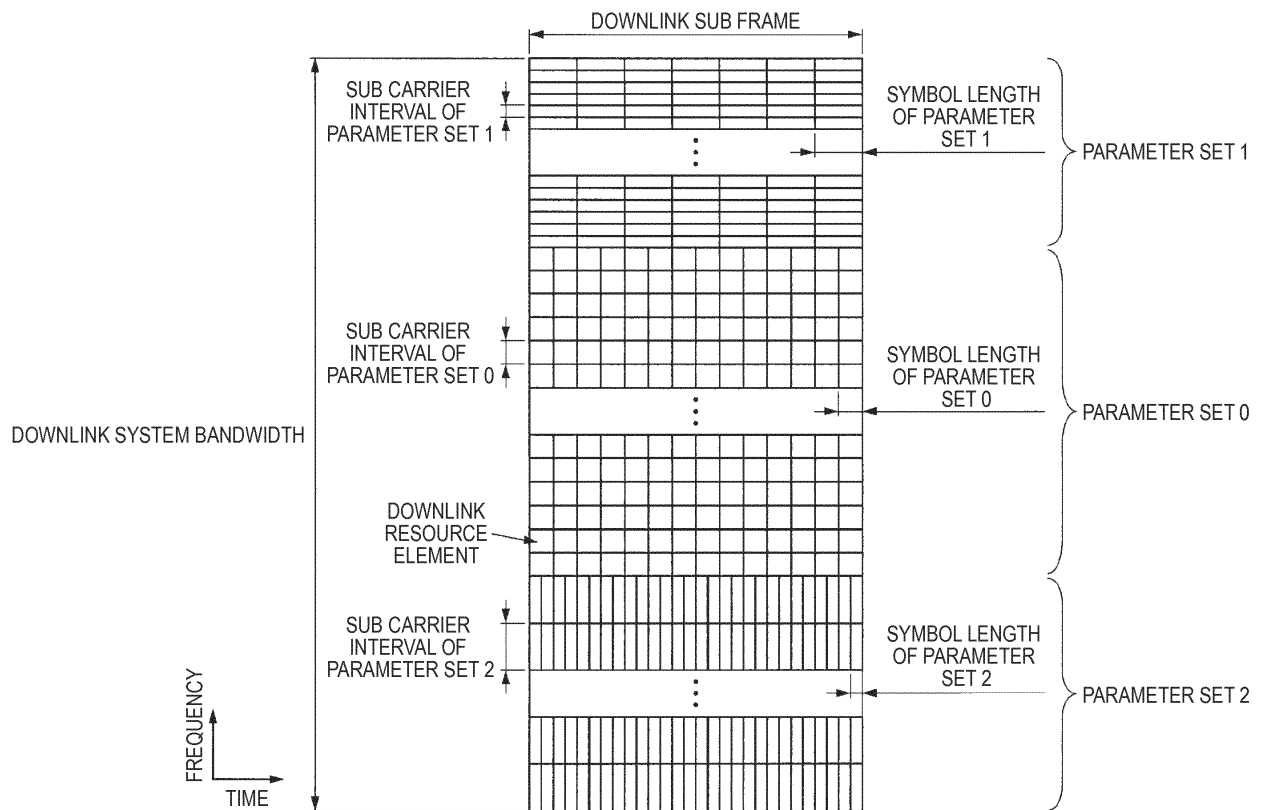 DOWNLINK SUB FRAME
SUB CARRIER
INTERVAL OF
PARAMETER SET 1
SYMBOL LENGTH
OF PARAMETER
SET 1
PARAMETER SET 1
SUB CARRIER
INTERVAL OF
PARAMETER SET 0
SYMBOL LENGTH
OF PARAMETER
SET 0
PARAMETER SET 0
DOWNLINK SYSTEM BANDWIDTH
DOWNLINK
RESOURCE
ELEMENT
SUB CARRIER
INTERVAL OF
PARAMETER SET 2
SYMBOL LENGTH
OF PARAMETER
SET 2
PARAMETER SET 2
FREQUENCY
TIME